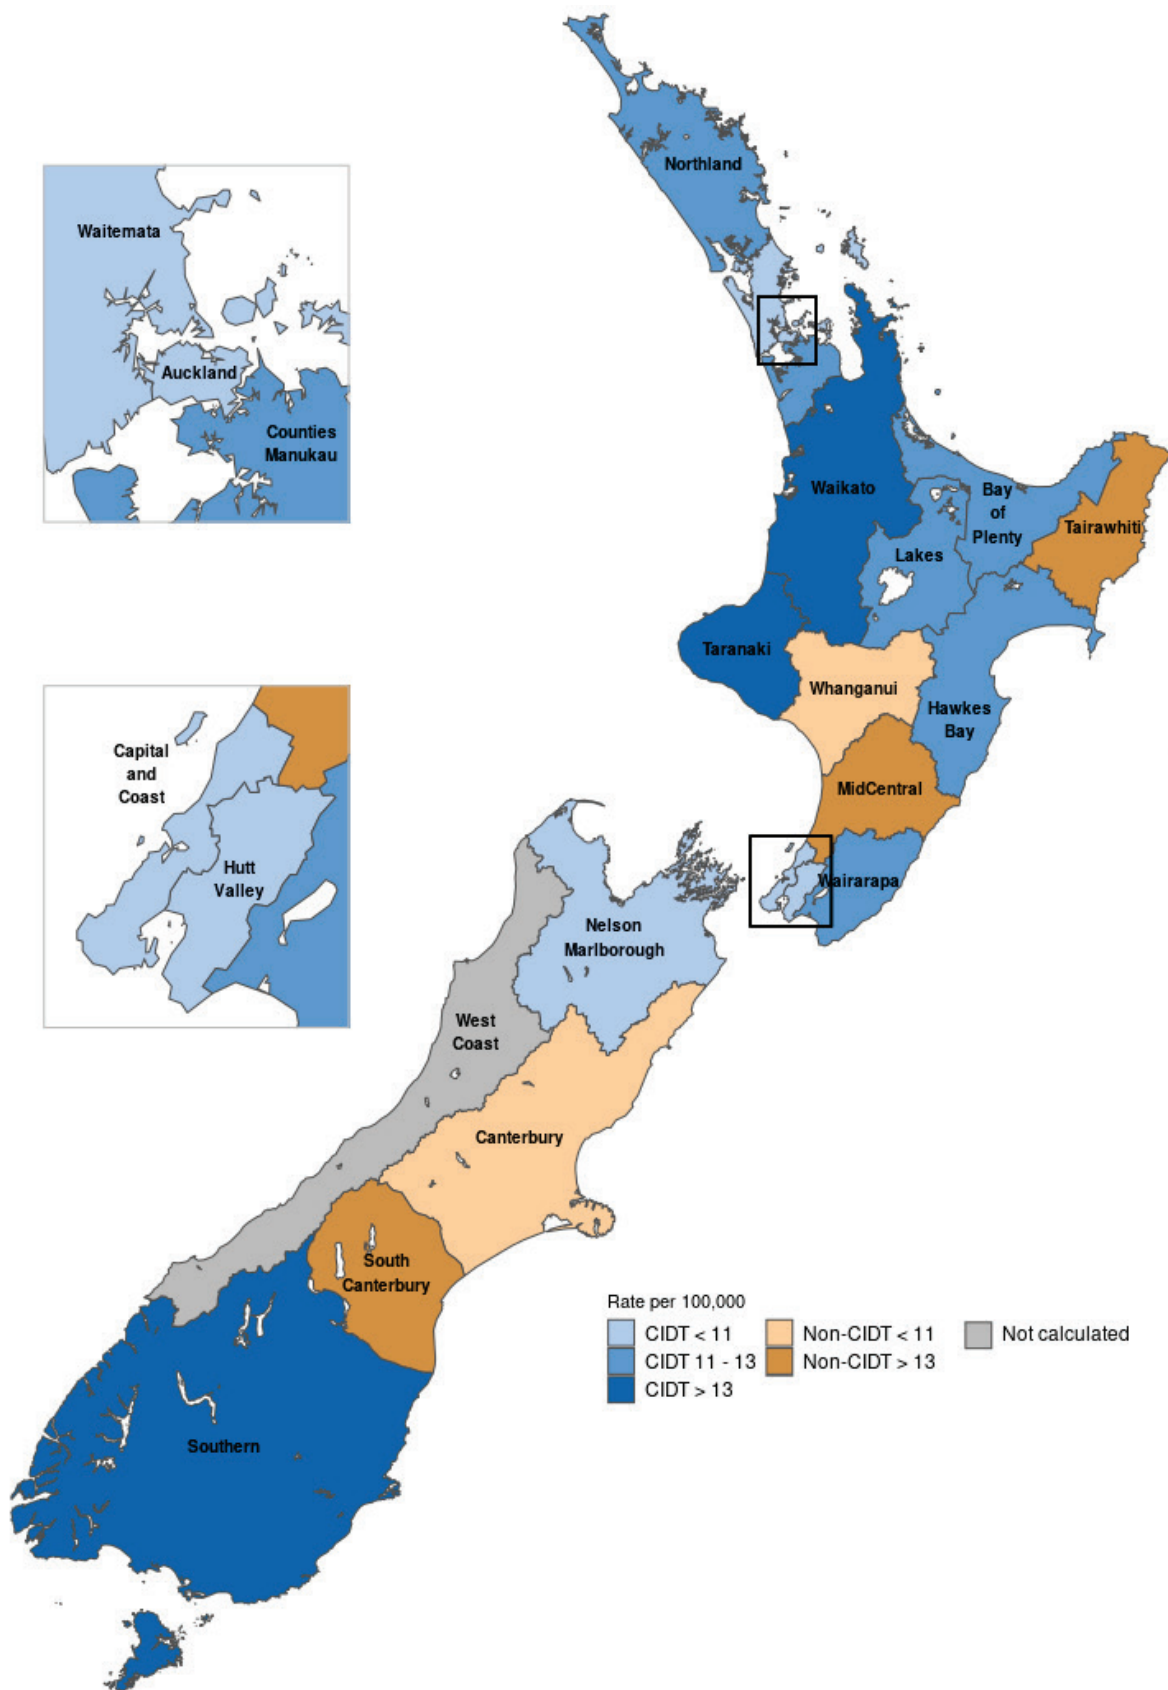 Northland
Waitemata
Auckland
Counties
Manukau
Waikato
Bay
of
Plenty
Tairawhiti
Lakes
Taranaki
Whanganui
Hawkes
Bay
Capital
and
Coast
MidCentral
Hutt
Valley
Wairarapa
Nelson
Marlborough
West
Coast
Canterbury
South
Canterbury
Southern
Rate per 100,000
CIDT < 11
CIDT 11 - 13
CIDT > 13
Non-CIDT < 11
Non-CIDT > 13
Not calculated